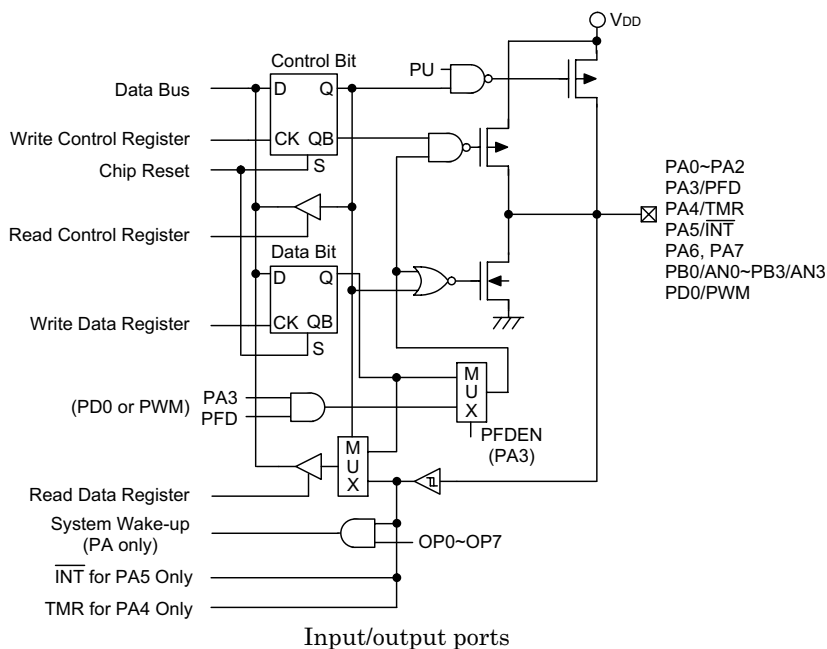 VDD
Control Bit
PU
Data Bus
D
Q
Write Control Register
CK
QB
Chip Reset
S
PA0~PA2
PA3/PFD
PA4/TMR
PA5/INT
PA6, PA7
PB0/AN0~PB3/AN3
PD0/PWM
Read Control Register
Data Bit
D
Q
Write Data Register
CK
QB
S
(PD0 or PWM)
PA3
PFD
M
U
X
PFDEN
(PA3)
M
U
X
Read Data Register
System Wake-up
(PA only)
OP0~OP7
INT for PA5 Only
TMR for PA4 Only
Input/output ports